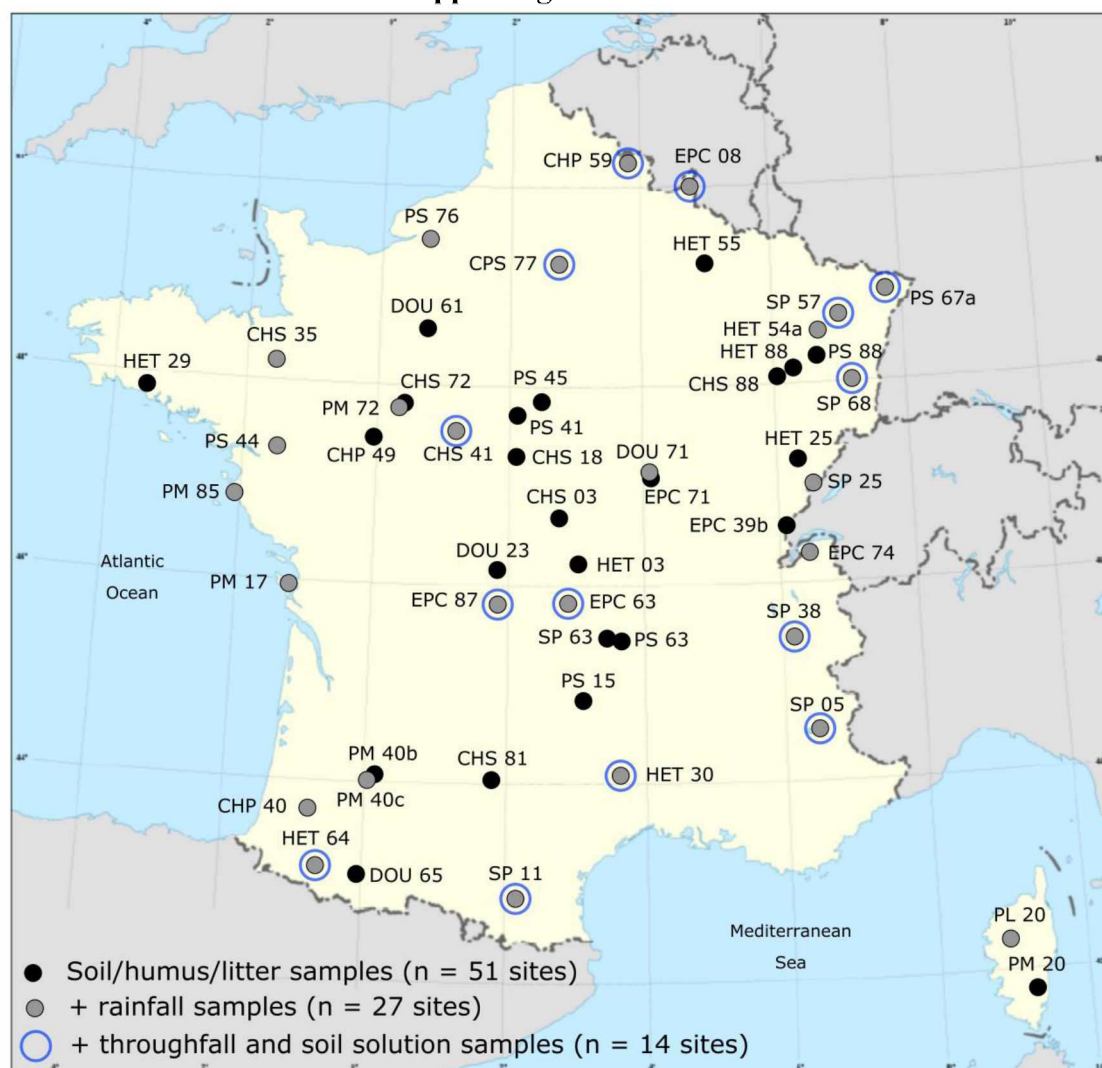 CHP 59
EPC 08
PS 76
CPS 77
HET 55
PS 67a
SP 57
DOU 61
HET 54a
CHS 35
HET 88
PS 88
HET 29
CHS 72
PS 45
CHS 88
SP 68
PM 72
PS 41
PS 44
CHP 49
CHS 41
CHS 18
DOU 71
HET 25
PM 85
EPC 71
SP 25
CHS 03
EPC 39b
Atlantic
Ocean
DOU 23
HET 03
EPC 74
PM 17
EPC 87
EPC 63
SP 38
SP 63
PS 63
PS 15
SP 05
PM 40b
CHS 81
HET 30
PM 40c
CHP 40
HET 64
DOU 65
SP 11
PL 20
Mediterranean
Sea
PM 20
Soil/humus/litter samples (n = 51 sites)
+ rainfall samples (n = 27 sites)
+ throughfall and soil solution samples (n = 14 sites)